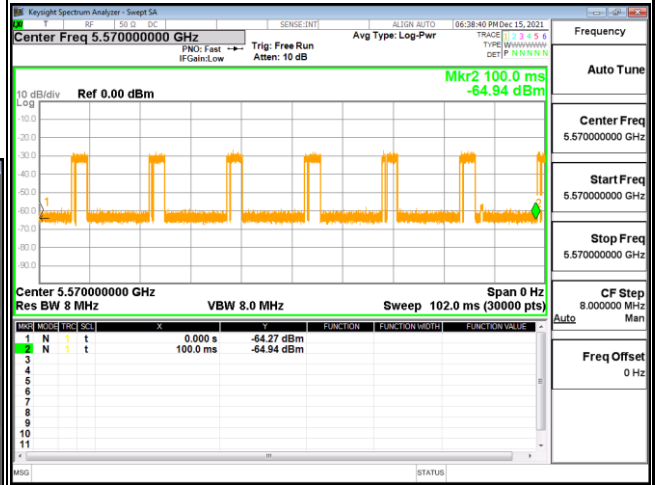 Keysight Spectrum Analyzer - Swept SA
T RF 50 Ω DC SENSE:INT ALIGN AUTO 06:38:40 PM Dec 15, 2021
Center Freq 5.570000000 GHz
PNO: Fast
IFGain:Low
Trig: Free Run
Atten: 10 dB
Avg Type: Log-Pwr
TRACE 1 2 3 4 5 6
TYPE WWWWWW
DET P N N N N N
Mkr2 100.0 ms
-64.94 dBm
10 dB/div Ref 0.00 dBm
Log
-10.0
-20.0
-30.0
-40.0
-50.0
-60.0
-70.0
-80.0
-90.0
1
2
Center 5.570000000 GHz Span 0 Hz
Res BW 8 MHz VBW 8.0 MHz Sweep 102.0 ms (30000 pts)
MKR MODE TRC SCL X Y FUNCTION FUNCTION WIDTH FUNCTION VALUE
1 N 1 t 0.000 s -64.27 dBm
2 N 1 t 100.0 ms -64.94 dBm
3
4
5
6
7
8
9
10
11
MSG STATUS
Frequency
Auto Tune
Center Freq
5.570000000 GHz
Start Freq
5.570000000 GHz
Stop Freq
5.570000000 GHz
CF Step
8.000000 MHz
Auto Man
Freq Offset
0 Hz